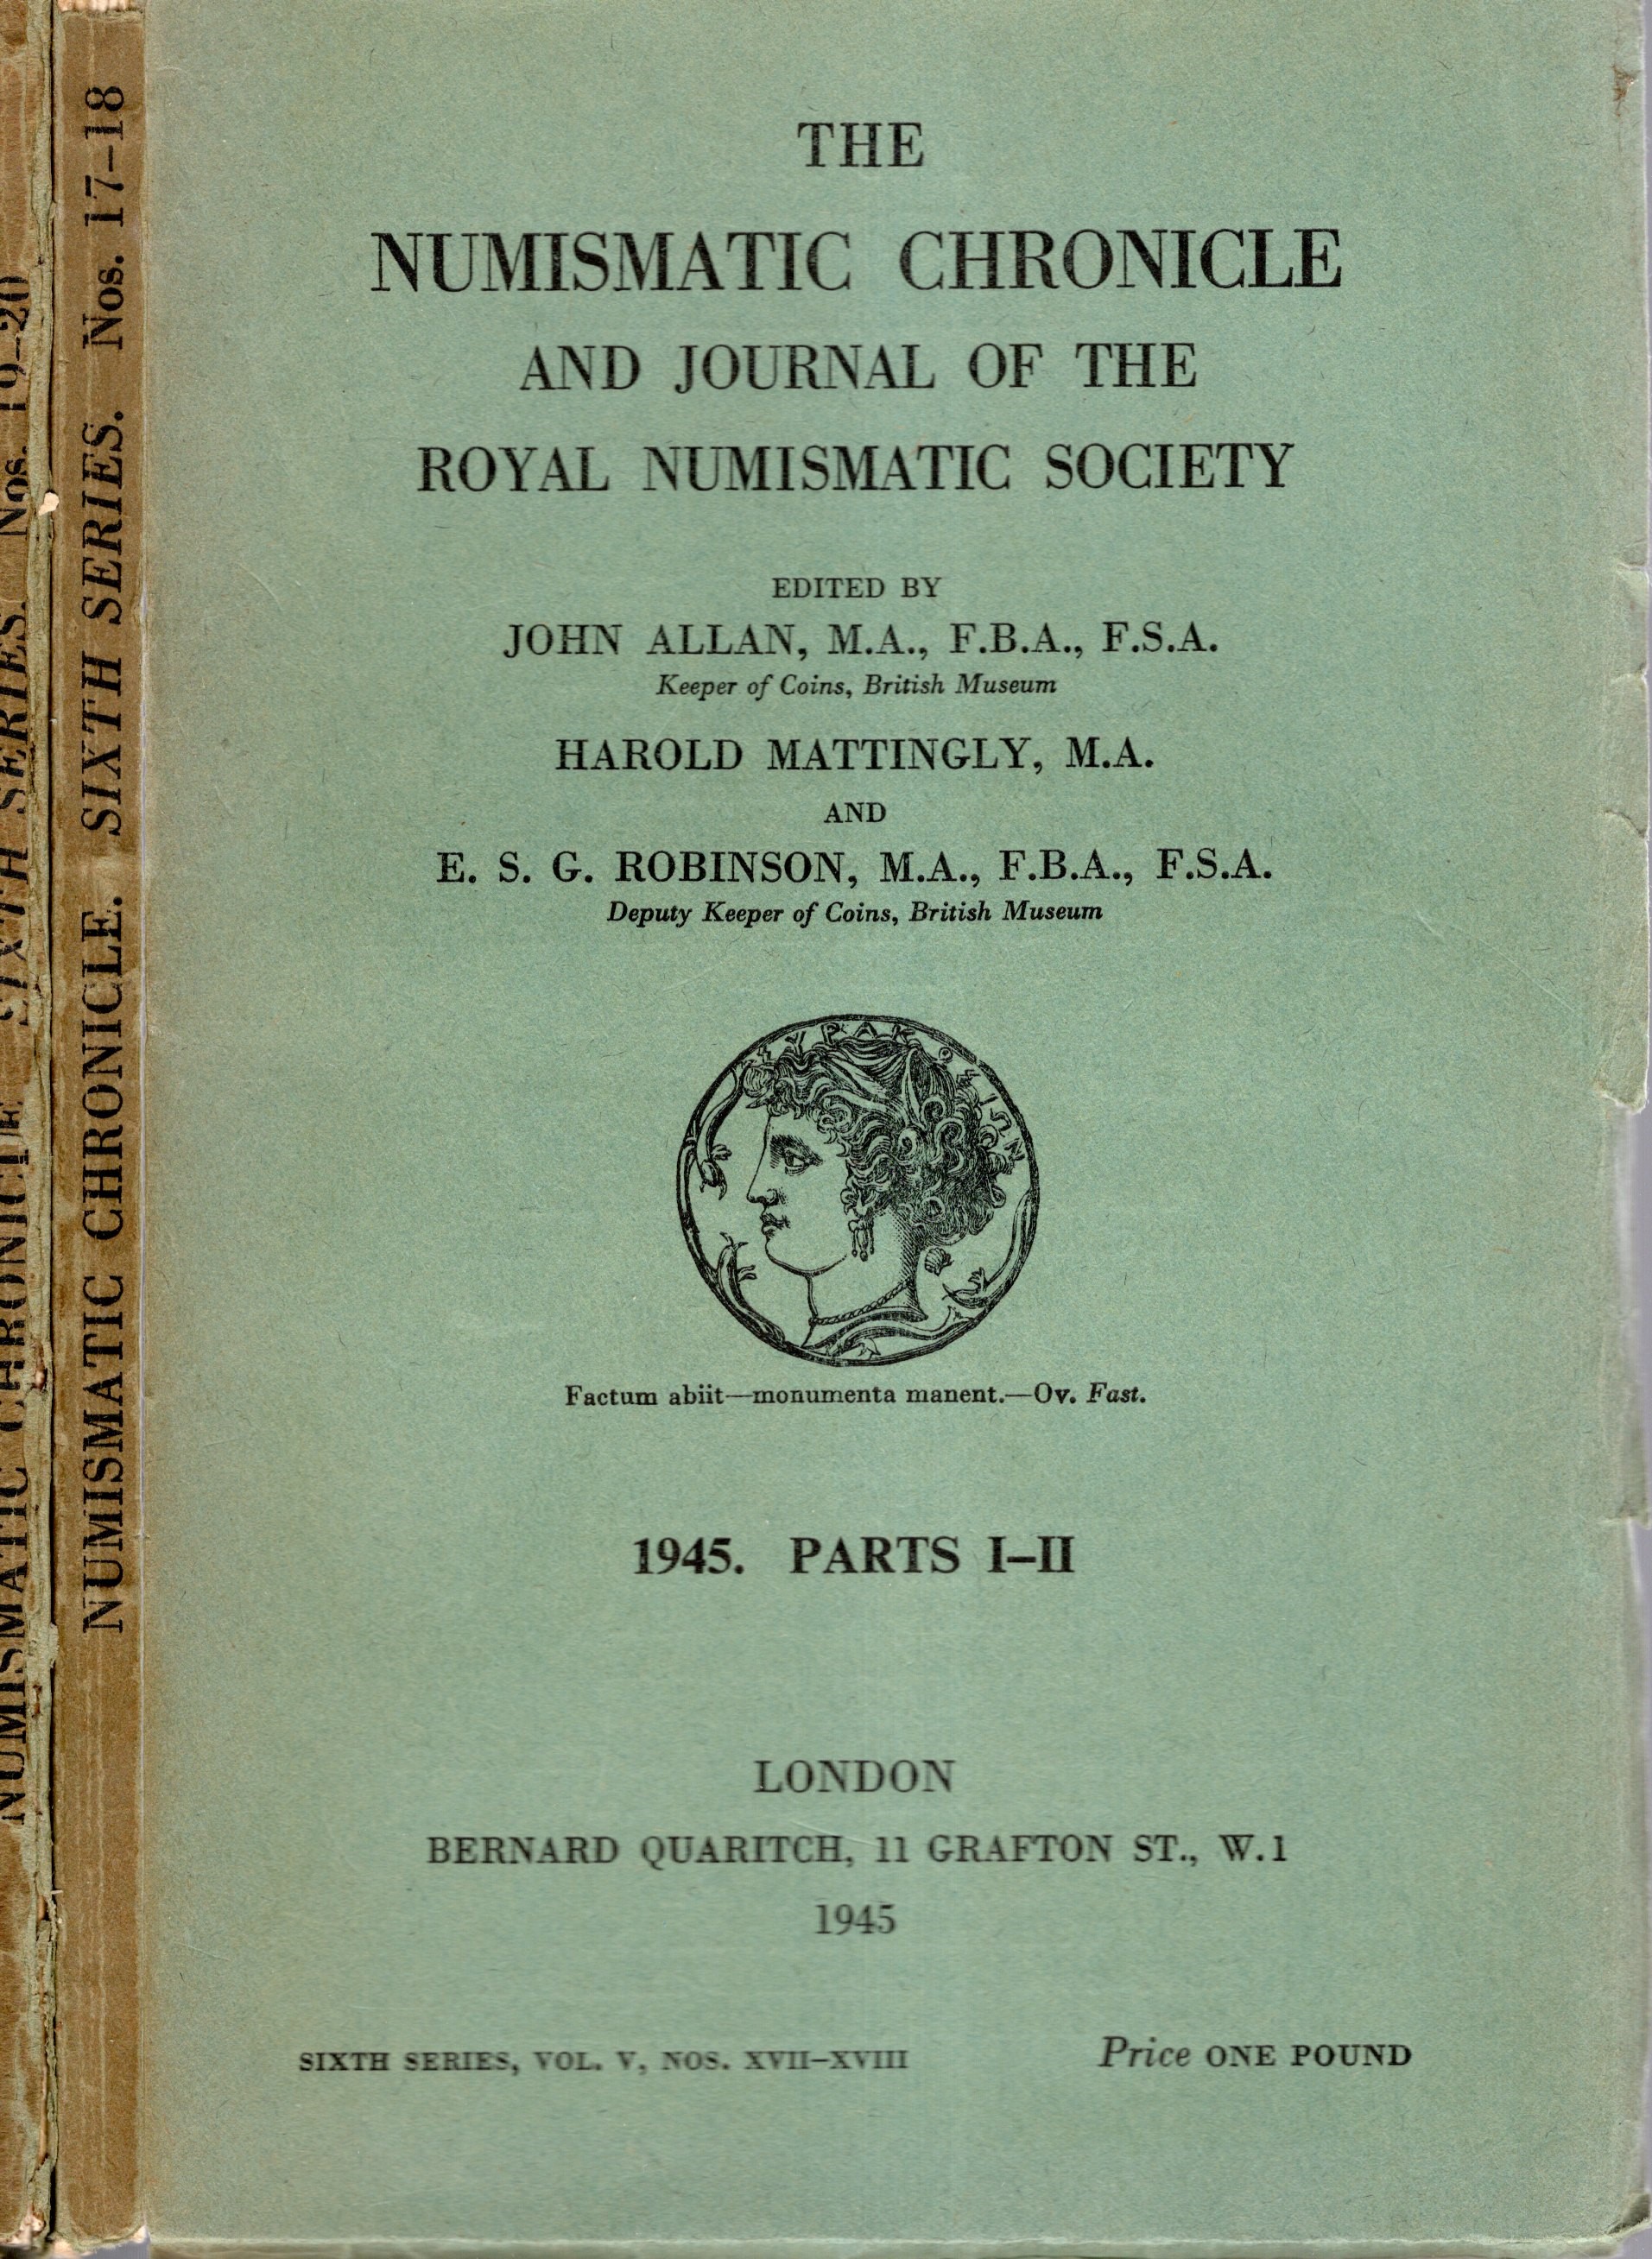 NUMISMATIC CHRONICLE. SIXTH SERIES. Nos. 19-20
NUMISMATIC CHRONICLE. SIXTH SERIES. Nos. 17-18
THE
NUMISMATIC CHRONICLE
AND JOURNAL OF THE
ROYAL NUMISMATIC SOCIETY
EDITED BY
JOHN ALLAN, M.A., F.B.A., F.S.A.
Keeper of Coins, British Museum
HAROLD MATTINGLY, M.A.
AND
E. S. G. ROBINSON, M.A., F.B.A., F.S.A.
Deputy Keeper of Coins, British Museum
ΣΥΡΑΚΟΣΙΩΝ
Factum abiit—monumenta manent.—Ov. Fast.
1945. PARTS I–II
LONDON
BERNARD QUARITCH, 11 GRAFTON ST., W.1
1945
SIXTH SERIES, VOL. V, NOS. XVII–XVIII
Price ONE POUND